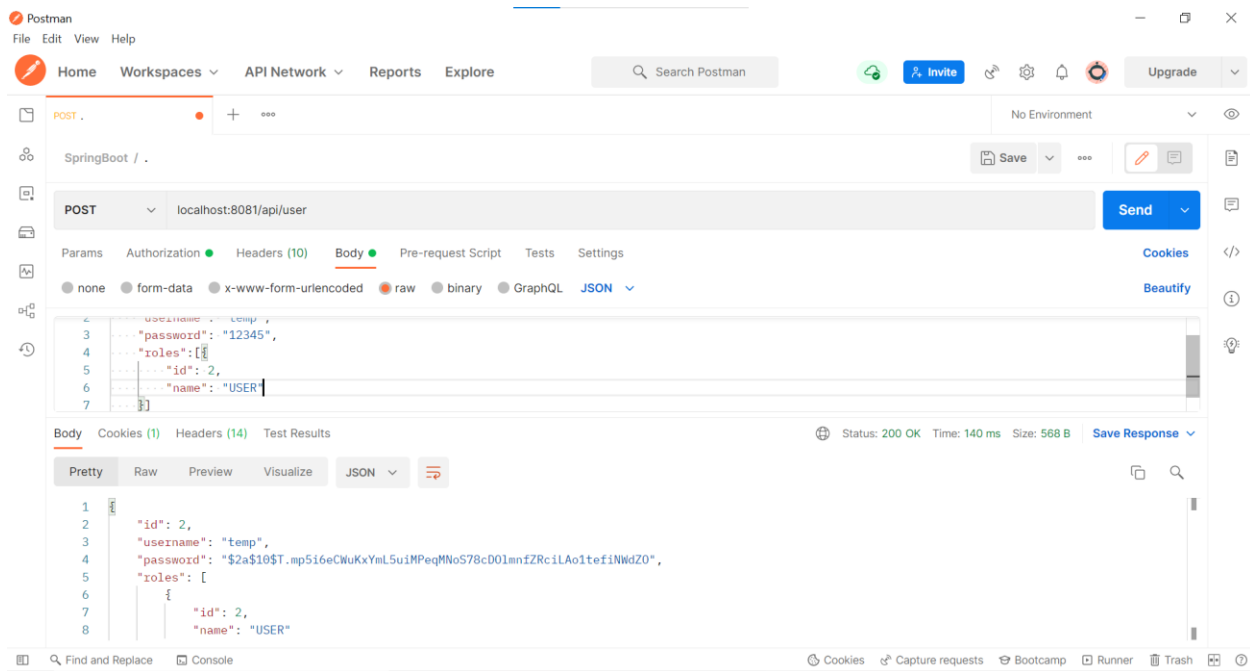 Postman
File Edit View Help
Home Workspaces API Network Reports Explore Search Postman Invite Upgrade
POST . No Environment
SpringBoot / . Save
POST localhost:8081/api/user Send
Params Authorization Headers (10) Body Pre-request Script Tests Settings Cookies
none form-data x-www-form-urlencoded raw binary GraphQL JSON Beautify
2 "username": "temp",
3 "password": "12345",
4 "roles":[{
5 "id": 2,
6 "name": "USER"
7 }]
Body Cookies (1) Headers (14) Test Results Status: 200 OK Time: 140 ms Size: 568 B Save Response
Pretty Raw Preview Visualize JSON
1 {
2 "id": 2,
3 "username": "temp",
4 "password": "$2a$10$T.mp5i6eCWuKxYmL5uiMPeqMNoS78cDOlmnfZRciLAo1tefiNWdZO",
5 "roles": [
6 {
7 "id": 2,
8 "name": "USER"
Find and Replace Console Cookies Capture requests Bootcamp Runner Trash